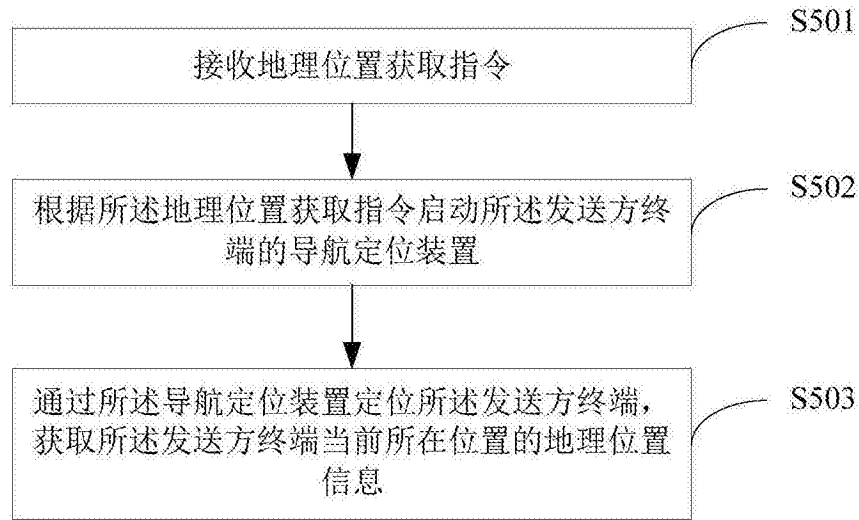 S501
接收地理位置获取指令
S502
根据所述地理位置获取指令启动所述发送方终
端的导航定位装置
S503
通过所述导航定位装置定位所述发送方终端，
获取所述发送方终端当前所在位置的地理位置
信息